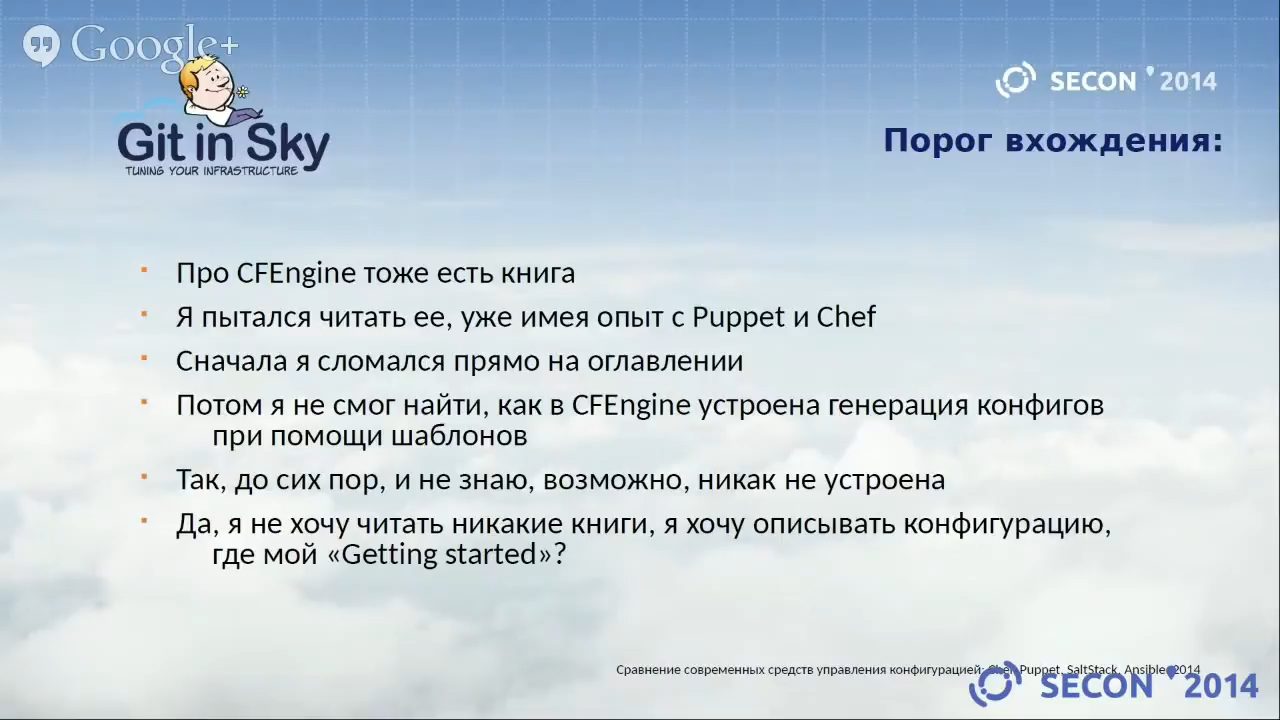 Google+
SECON 2014
Git in Sky
TUNING YOUR INFRASTRUCTURE
Порог вхождения:
Про CFEngine тоже есть книга
Я пытался читать ее, уже имея опыт с Puppet и Chef
Сначала я сломался прямо на оглавлении
Потом я не смог найти, как в CFEngine устроена генерация конфигов
при помощи шаблонов
Так, до сих пор, и не знаю, возможно, никак не устроена
Да, я не хочу читать никакие книги, я хочу описывать конфигурацию,
где мой «Getting started»?
Сравнение современных средств управления конфигурацией: Chef, Puppet, SaltStack, Ansible, 2014
SECON 2014